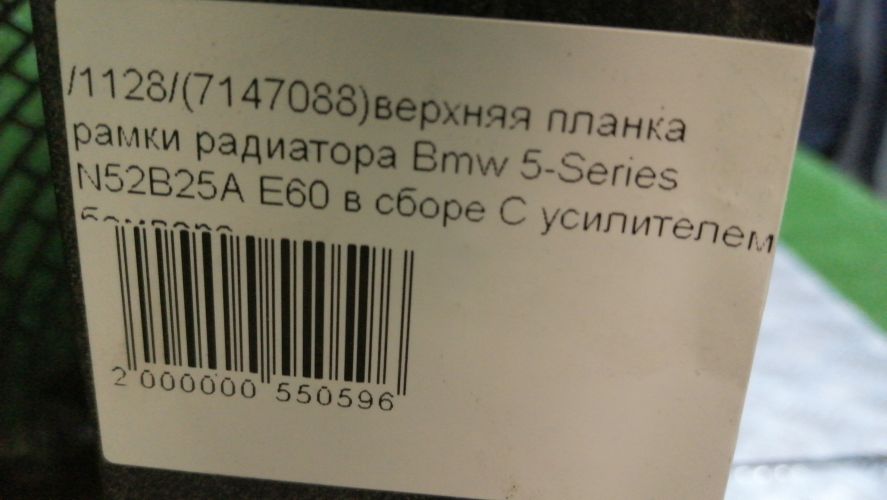 /1128/(7147088)верхняя планка
рамки радиатора Bmw 5-Series
N52B25A E60 в сборе С усилителем
2 000000 550596